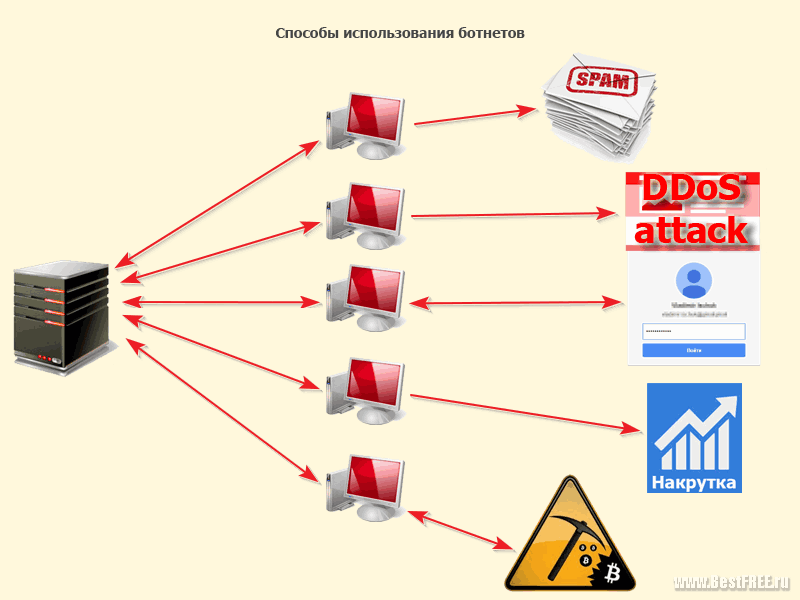 Способы использования ботнетов
SPAM
DDoS
attack
Войти
Накрутка
www.BestFREE.ru